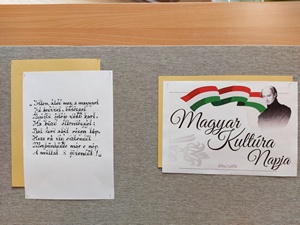 „Isten, áldd meg a magyart
Jó kedvvel, bőséggel
Nyújts feléje védő kart,
Ha küzd ellenséggel;
Bal sors akit régen tép,
Hozz rá víg esztendőt
Megbűnhődte már e nép
A múltat s jövendőt!”
Magyar
Kultúra
Napja